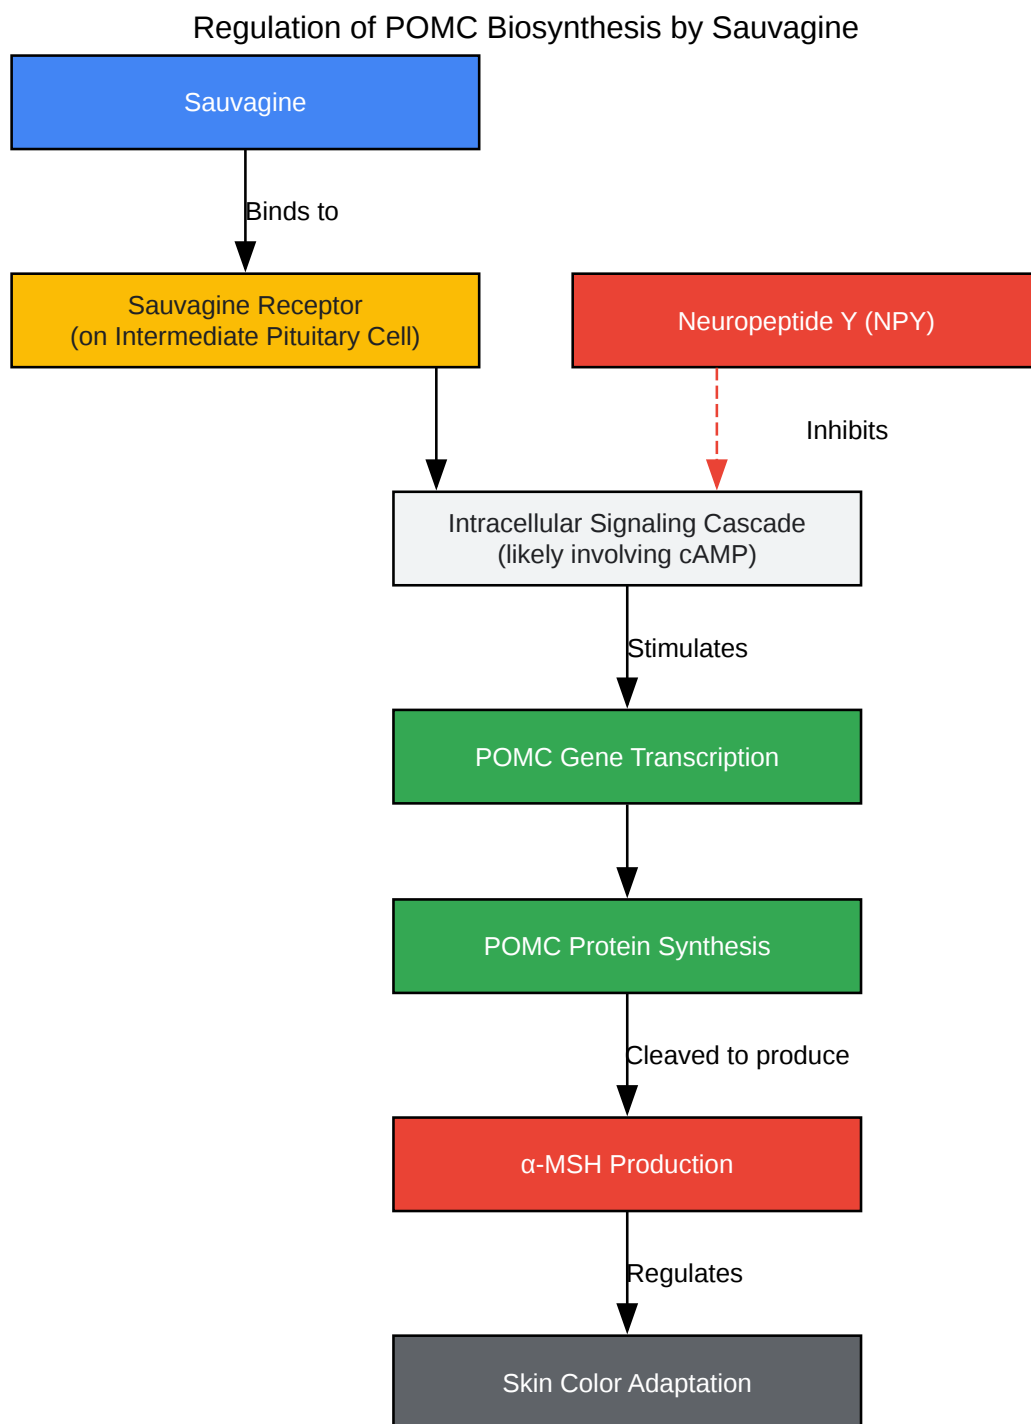 Regulation of POMC Biosynthesis by Sauvagine
Sauvagine
Binds to
Sauvagine Receptor
(on Intermediate Pituitary Cell)
Neuropeptide Y (NPY)
Inhibits
Intracellular Signaling Cascade
(likely involving cAMP)
Stimulates
POMC Gene Transcription
POMC Protein Synthesis
Cleaved to produce
α-MSH Production
Regulates
Skin Color Adaptation